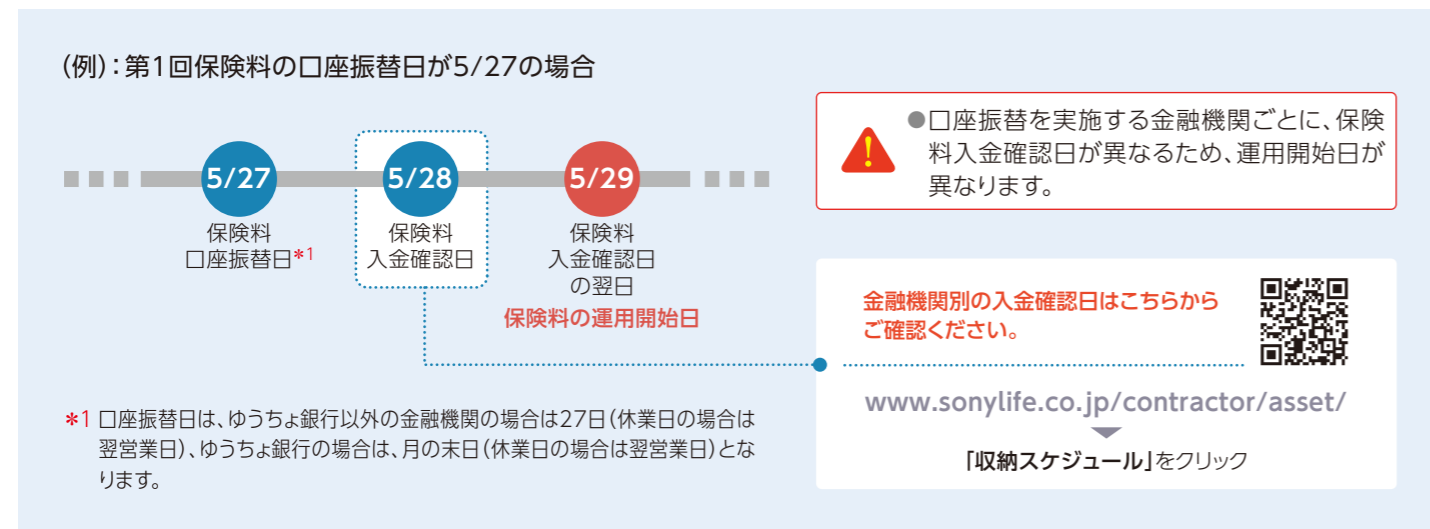 (例):第1回保険料の口座振替日が5/27の場合
5/27
保険料
口座振替日*1
5/28
保険料
入金確認日
5/29
保険料
入金確認日
の翌日
保険料の運用開始日
!
●口座振替を実施する金融機関ごとに、保険
料入金確認日が異なるため、運用開始日が
異なります。
金融機関別の入金確認日はこちらから
ご確認ください。
www.sonylife.co.jp/contractor/asset/
「収納スケジュール」をクリック
*1 口座振替日は、ゆうちょ銀行以外の金融機関の場合は27日(休業日の場合は
翌営業日)、ゆうちょ銀行の場合は、月の末日(休業日の場合は翌営業日)とな
ります。